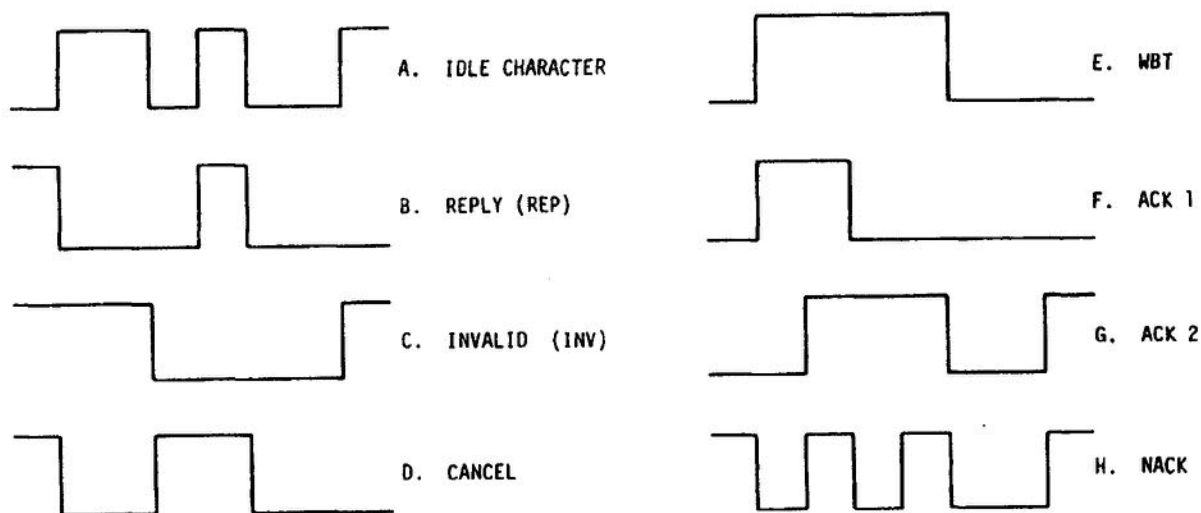 A. IDLE CHARACTER
B. REPLY (REP)
C. INVALID (INV)
D. CANCEL
E. WBT
F. ACK 1
G. ACK 2
H. NACK